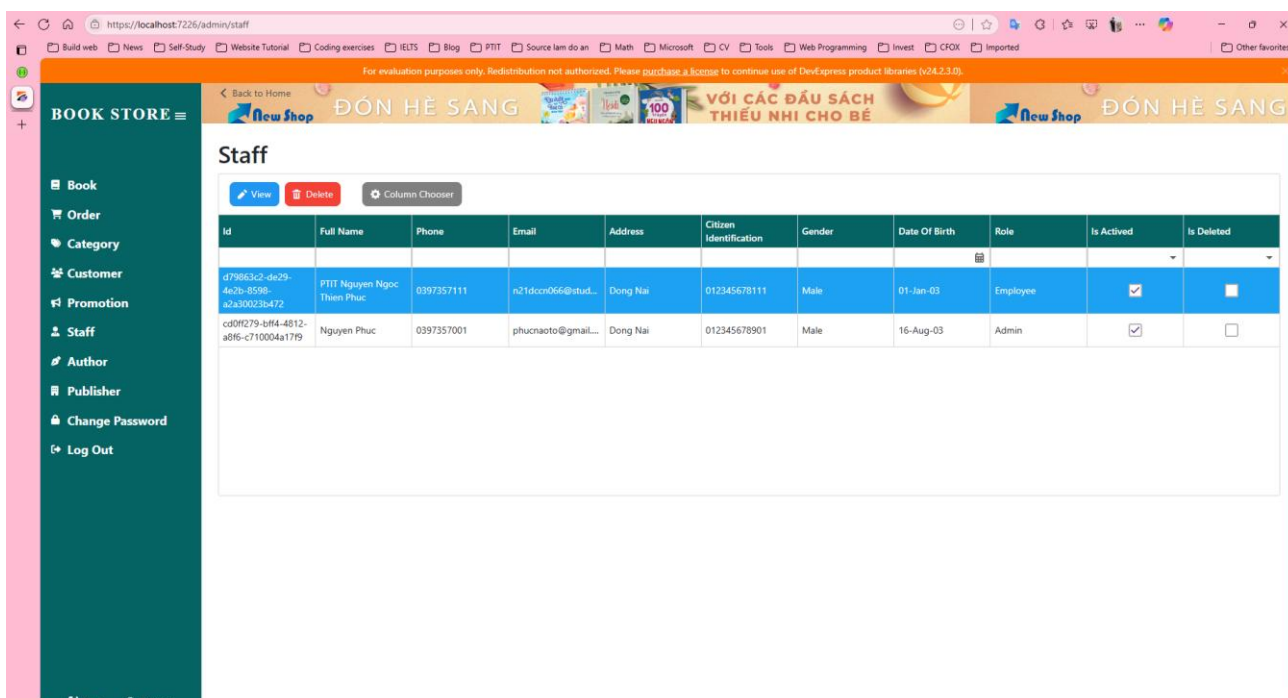 https://localhost:7226/admin/staff
Build web News Self-Study Website Tutorial Coding exercises IELTS Blog PTIT Source lam do an Math Microsoft CV Tools Web Programming Invest CFOX Imported Other favorites
For evaluation purposes only. Redistribution not authorized. Please purchase a license to continue use of DevExpress product libraries (v24.2.3.0).
BOOK STORE
Back to Home
New Shop ĐÓN HÈ SANG 100 VỚI CÁC ĐẦU SÁCH New Shop ĐÓN HÈ SANG
THIẾU NHI CHO BÉ
Staff
Book
Order
Category
Customer
Promotion
Staff
Author
Publisher
Change Password
Log Out
View Delete Column Chooser
Id Full Name Phone Email Address Citizen Identification Gender Date Of Birth Role Is Actived Is Deleted
d79863c2-de29-4e2b-8598-a2a30023b472 PTIT Nguyen Ngoc Thien Phuc 0397357111 n21dccn066@stud... Dong Nai 012345678111 Male 01-Jan-03 Employee
cd0ff279-bff4-4812-a8f6-c710004a17f9 Nguyen Phuc 0397357001 phucnaoto@gmail.... Dong Nai 012345678901 Male 16-Aug-03 Admin